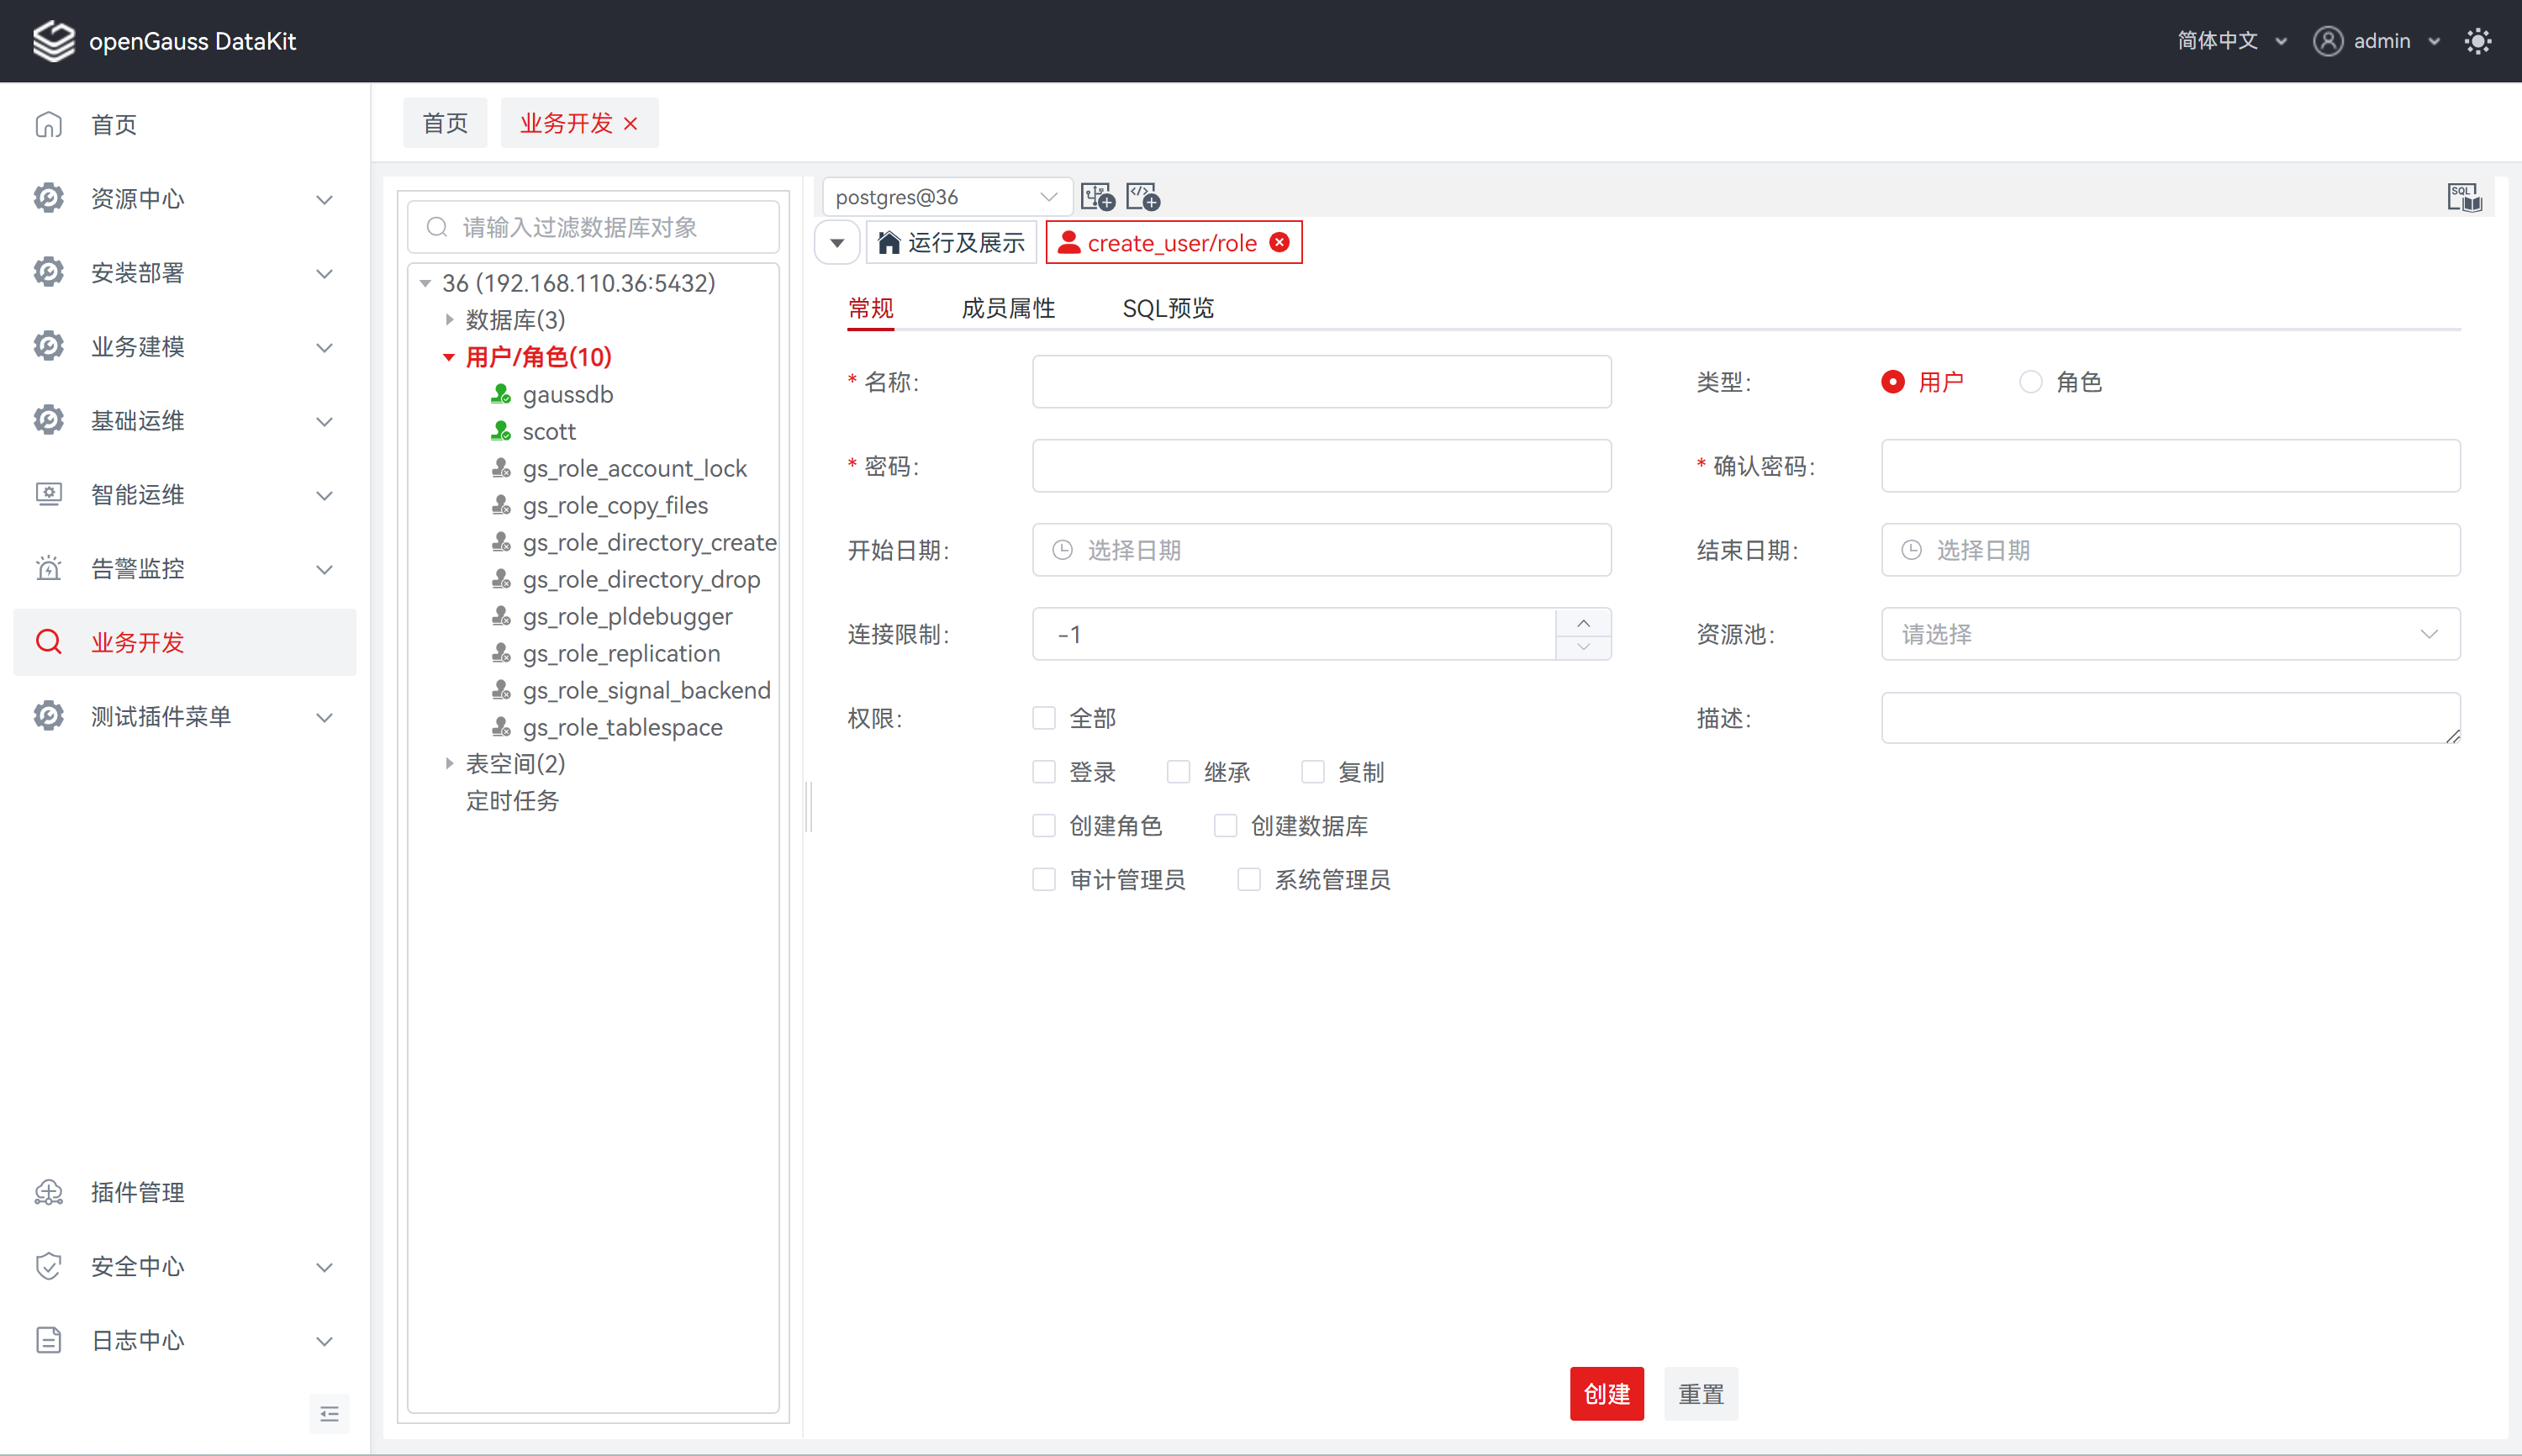 openGauss DataKit
简体中文
admin
首页
资源中心
安装部署
业务建模
基础运维
智能运维
告警监控
业务开发
测试插件菜单
插件管理
安全中心
日志中心
首页
业务开发
请输入过滤数据库对象
36 (192.168.110.36:5432)
数据库(3)
用户/角色(10)
gaussdb
scott
gs_role_account_lock
gs_role_copy_files
gs_role_directory_create
gs_role_directory_drop
gs_role_pldebugger
gs_role_replication
gs_role_signal_backend
gs_role_tablespace
表空间(2)
定时任务
postgres@36
SQL
运行及展示
create_user/role
常规 成员属性 SQL预览
* 名称:
类型: 用户 角色
* 密码:
* 确认密码:
开始日期: 选择日期
结束日期: 选择日期
连接限制: -1
资源池: 请选择
权限: 全部
描述:
登录 继承 复制
创建角色 创建数据库
审计管理员 系统管理员
创建 重置